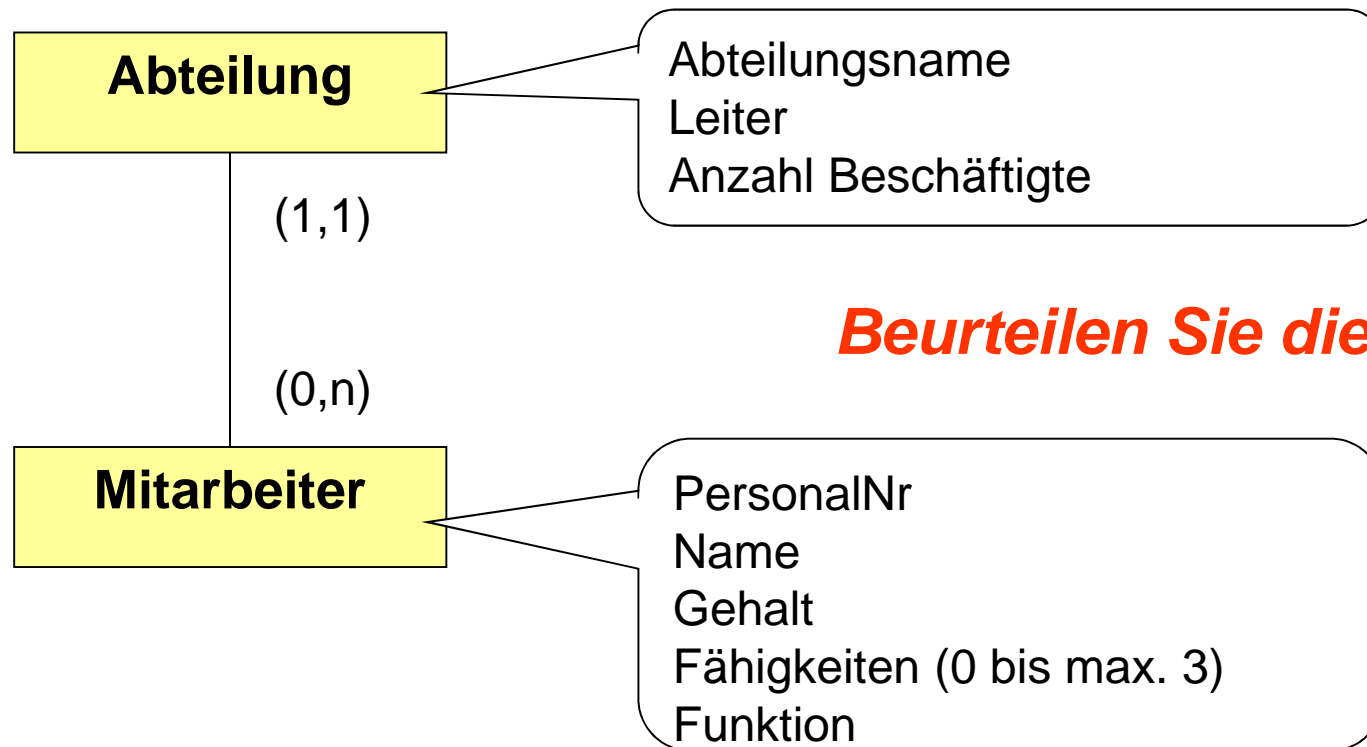 Abteilung
Abteilungsname
Leiter
Anzahl Beschäftigte
(1,1)
Beurteilen Sie die
(0,n)
Mitarbeiter
PersonalNr
Name
Gehalt
Fähigkeiten (0 bis max. 3)
Funktion